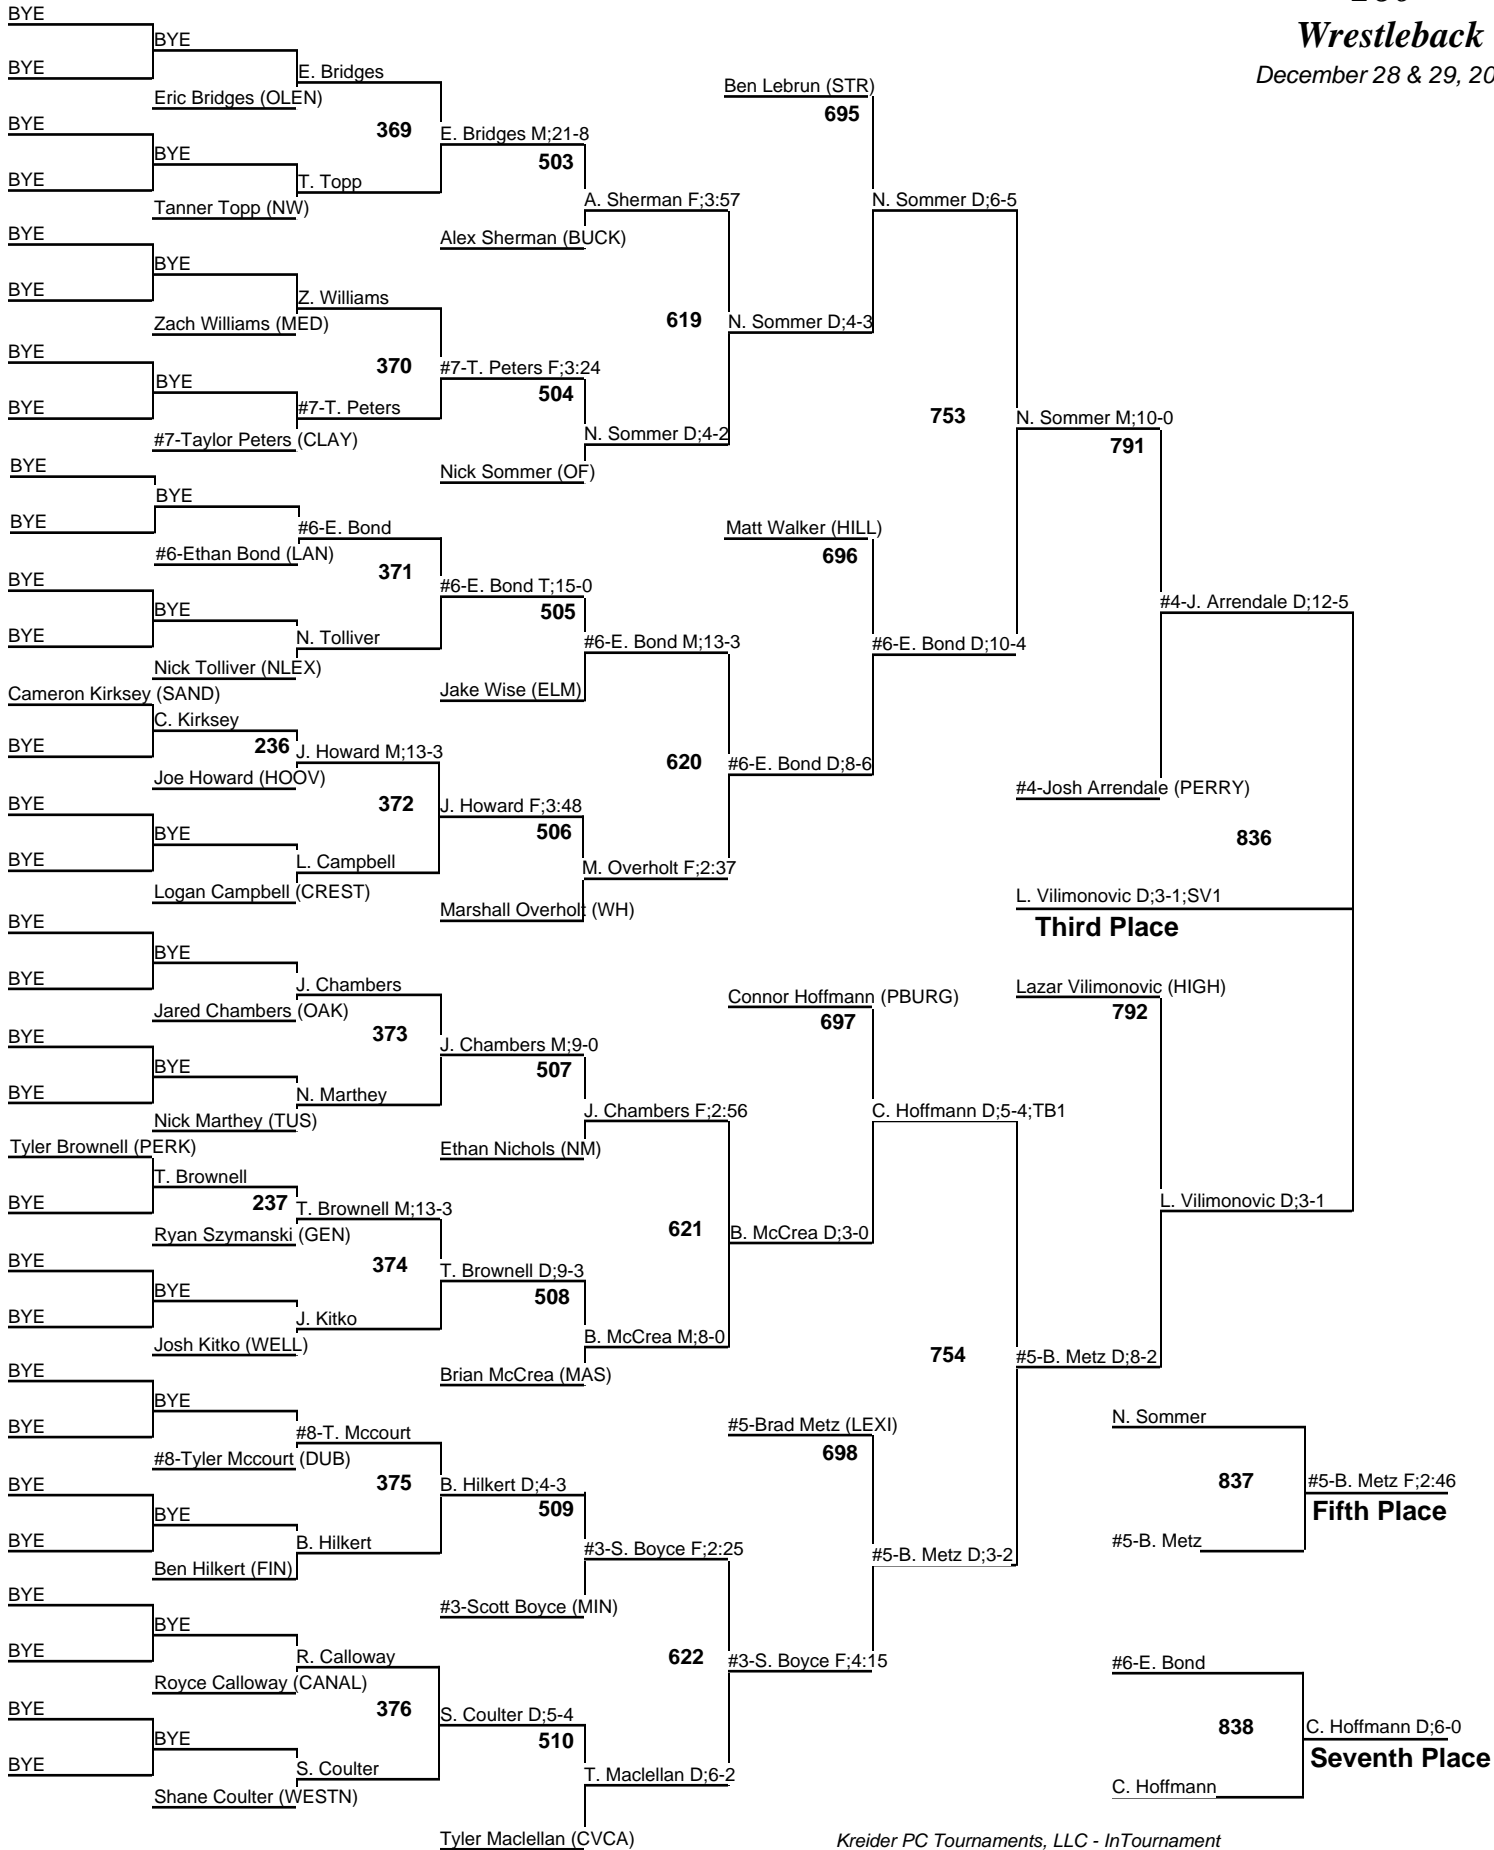 Wrestleback
December 28 & 29, 20
BYE
BYE
BYE
E. Bridges
BYE
Eric Bridges (OLEN)
Ben Lebrun (STR)
695
BYE
369
E. Bridges M;21-8
BYE
503
BYE
T. Topp
Tanner Topp (NW)
A. Sherman F;3:57
N. Sommer D;6-5
BYE
Alex Sherman (BUCK)
BYE
BYE
Z. Williams
Zach Williams (MED)
619
N. Sommer D;4-3
BYE
370
#7-T. Peters F;3:24
BYE
504
BYE
#7-T. Peters
753
N. Sommer M;10-0
#7-Taylor Peters (CLAY)
N. Sommer D;4-2
791
BYE
Nick Sommer (OF)
BYE
BYE
#6-E. Bond
Matt Walker (HILL)
#6-Ethan Bond (LAN)
696
BYE
371
#6-E. Bond T;15-0
#4-J. Arrendale D;12-5
BYE
505
BYE
N. Tolliver
#6-E. Bond M;13-3
#6-E. Bond D;10-4
Nick Tolliver (NLEX)
Cameron Kirksey (SAND)
Jake Wise (ELM)
C. Kirksey
BYE
236
J. Howard M;13-3
620
#6-E. Bond D;8-6
Joe Howard (HOOV)
#4-Josh Arrendale (PERRY)
BYE
372
J. Howard F;3:48
BYE
506
836
BYE
L. Campbell
M. Overholt F;2:37
Logan Campbell (CREST)
L. Vilimonovic D;3-1;SV1
BYE
Marshall Overholt (WH)
Third Place
BYE
BYE
J. Chambers
Connor Hoffmann (PBURG)
Lazar Vilimonovic (HIGH)
Jared Chambers (OAK)
697
792
BYE
373
J. Chambers M;9-0
BYE
507
BYE
N. Marthey
Nick Marthey (TUS)
J. Chambers F;2:56
C. Hoffmann D;5-4;TB1
Tyler Brownell (PERK)
Ethan Nichols (NM)
T. Brownell
BYE
237
T. Brownell M;13-3
L. Vilimonovic D;3-1
Ryan Szymanski (GEN)
621
B. McCrea D;3-0
BYE
374
T. Brownell D;9-3
BYE
508
BYE
J. Kitko
Josh Kitko (WELL)
B. McCrea M;8-0
754
#5-B. Metz D;8-2
BYE
Brian McCrea (MAS)
BYE
BYE
#8-T. Mccourt
#5-Brad Metz (LEXI)
N. Sommer
#8-Tyler Mccourt (DUB)
698
BYE
375
B. Hilkert D;4-3
837
#5-B. Metz F;2:46
BYE
509
Fifth Place
BYE
B. Hilkert
#3-S. Boyce F;2:25
#5-B. Metz D;3-2
#5-B. Metz
Ben Hilkert (FIN)
BYE
#3-Scott Boyce (MIN)
BYE
BYE
R. Calloway
622
#3-S. Boyce F;4:15
#6-E. Bond
Royce Calloway (CANAL)
BYE
376
S. Coulter D;5-4
838
C. Hoffmann D;6-0
BYE
510
Seventh Place
BYE
S. Coulter
T. Maclellan D;6-2
C. Hoffmann
Shane Coulter (WESTN)
Tyler Maclellan (CVCA)
Kreider PC Tournaments, LLC - InTournament